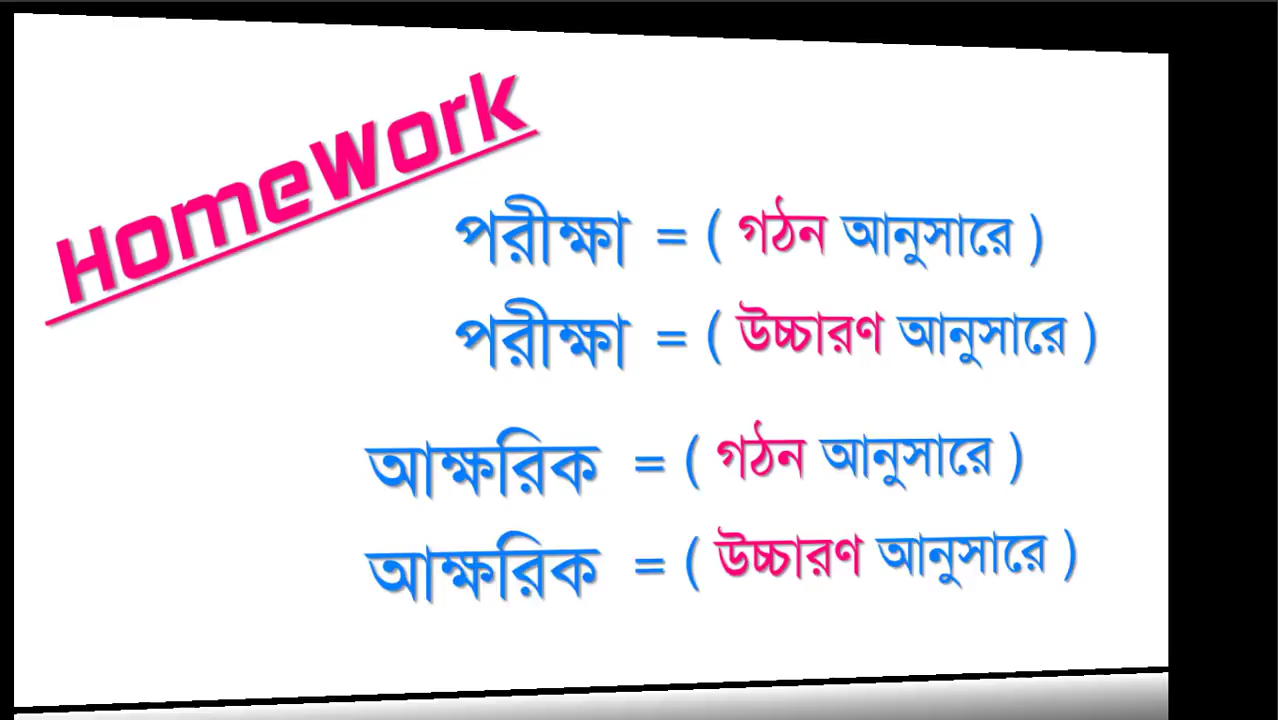 HomeWork
পরীক্ষা = ( গঠন আনুসারে )
পরীক্ষা = ( উচ্চারণ আনুসারে )
আক্ষরিক = ( গঠন আনুসারে )
আক্ষরিক = ( উচ্চারণ আনুসারে )